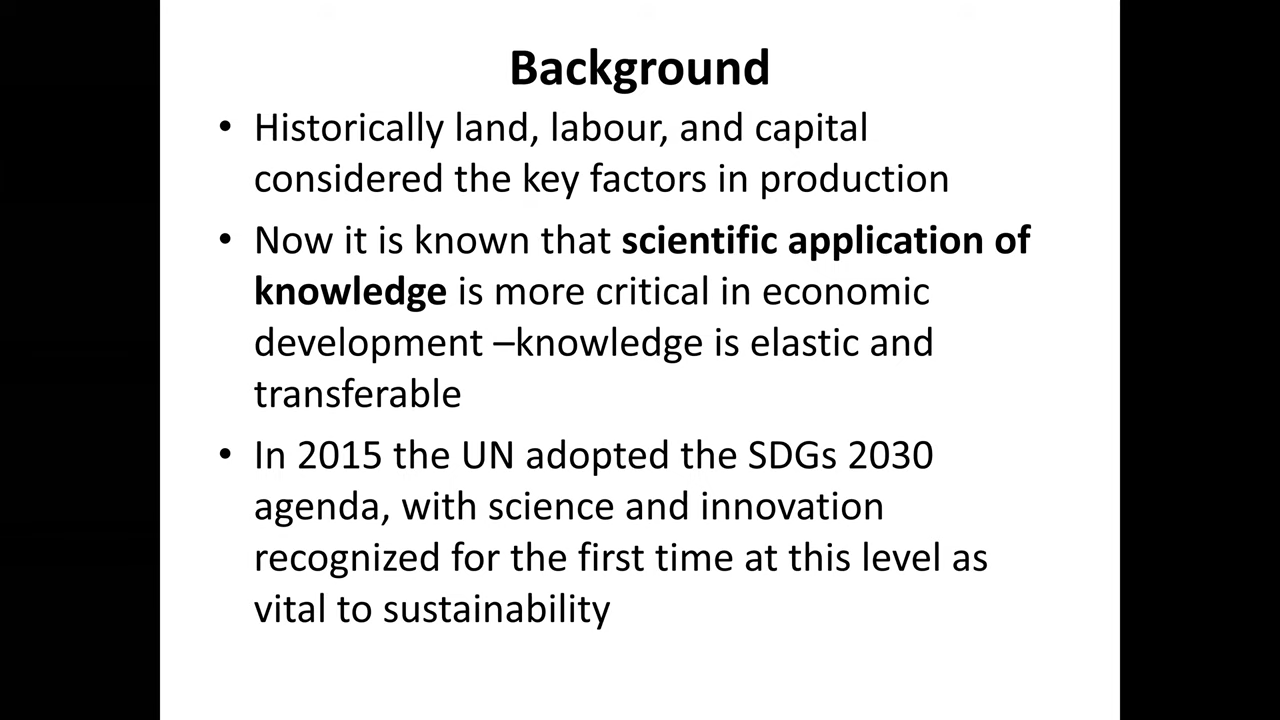 Background
• Historically land, labour, and capital
considered the key factors in production
• Now it is known that scientific application of
knowledge is more critical in economic
development –knowledge is elastic and
transferable
• In 2015 the UN adopted the SDGs 2030
agenda, with science and innovation
recognized for the first time at this level as
vital to sustainability